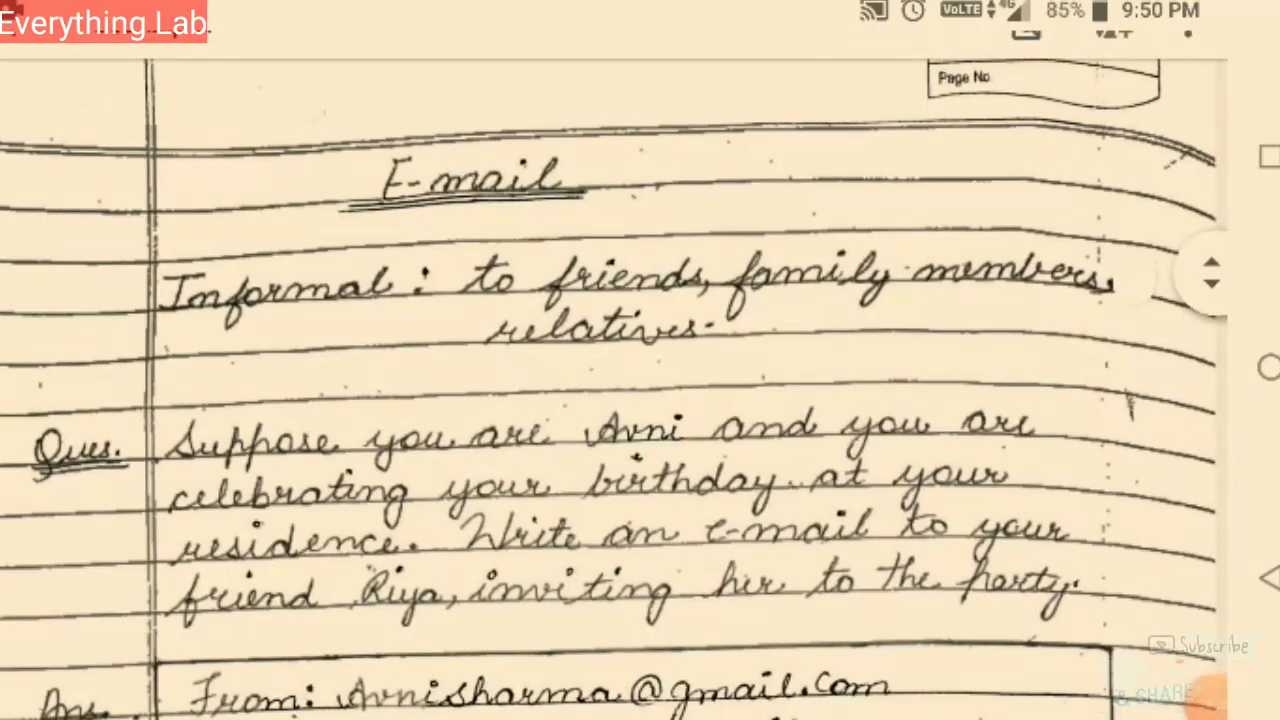 Everything Lab
VoLTE 4G 85% 9:50 PM
Page No
E-mail
Informal: to friends, family members,
relatives.
Ques. Suppose you are Avni and you are
celebrating your birthday at your
residence. Write an e-mail to your
friend Riya, inviting her to the party.
Subscribe
& SHARE
Ans. From: Avnisharma@gmail.com